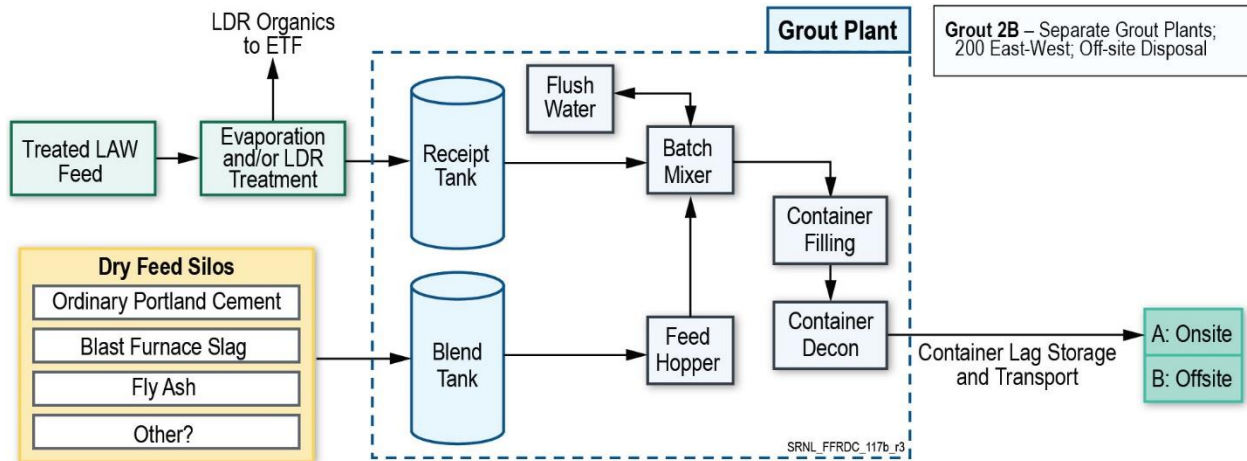 LDR Organics
to ETF
Grout Plant
Grout 2B – Separate Grout Plants;
200 East-West; Off-site Disposal
Treated LAW
Feed
Evaporation
and/or LDR
Treatment
Receipt
Tank
Flush
Water
Batch
Mixer
Container
Filling
Dry Feed Silos
Ordinary Portland Cement
Blast Furnace Slag
Fly Ash
Other?
Blend
Tank
Feed
Hopper
Container
Decon
Container Lag Storage
and Transport
A: Onsite
B: Offsite
SRNL_FFRDC_117b_r3